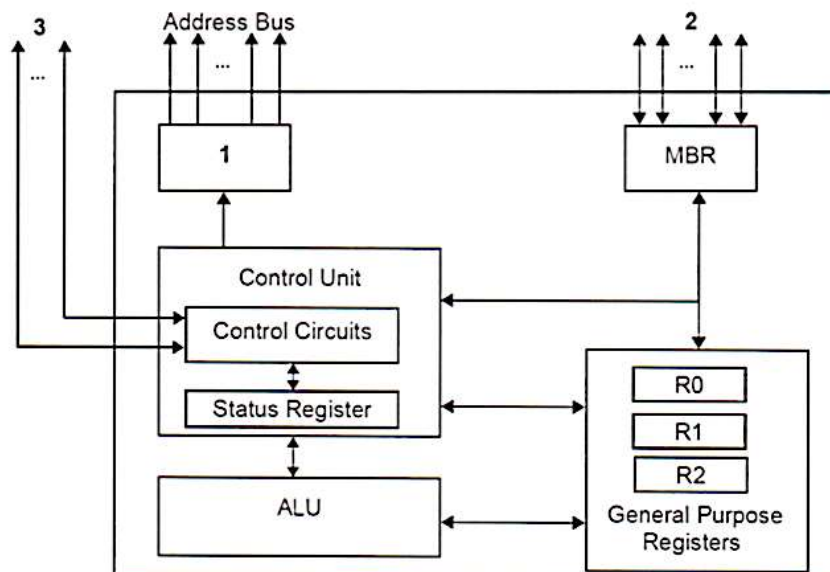 3
Address Bus
2
...
...
...
1
MBR
Control Unit
Control Circuits
Status Register
R0
R1
R2
ALU
General Purpose
Registers